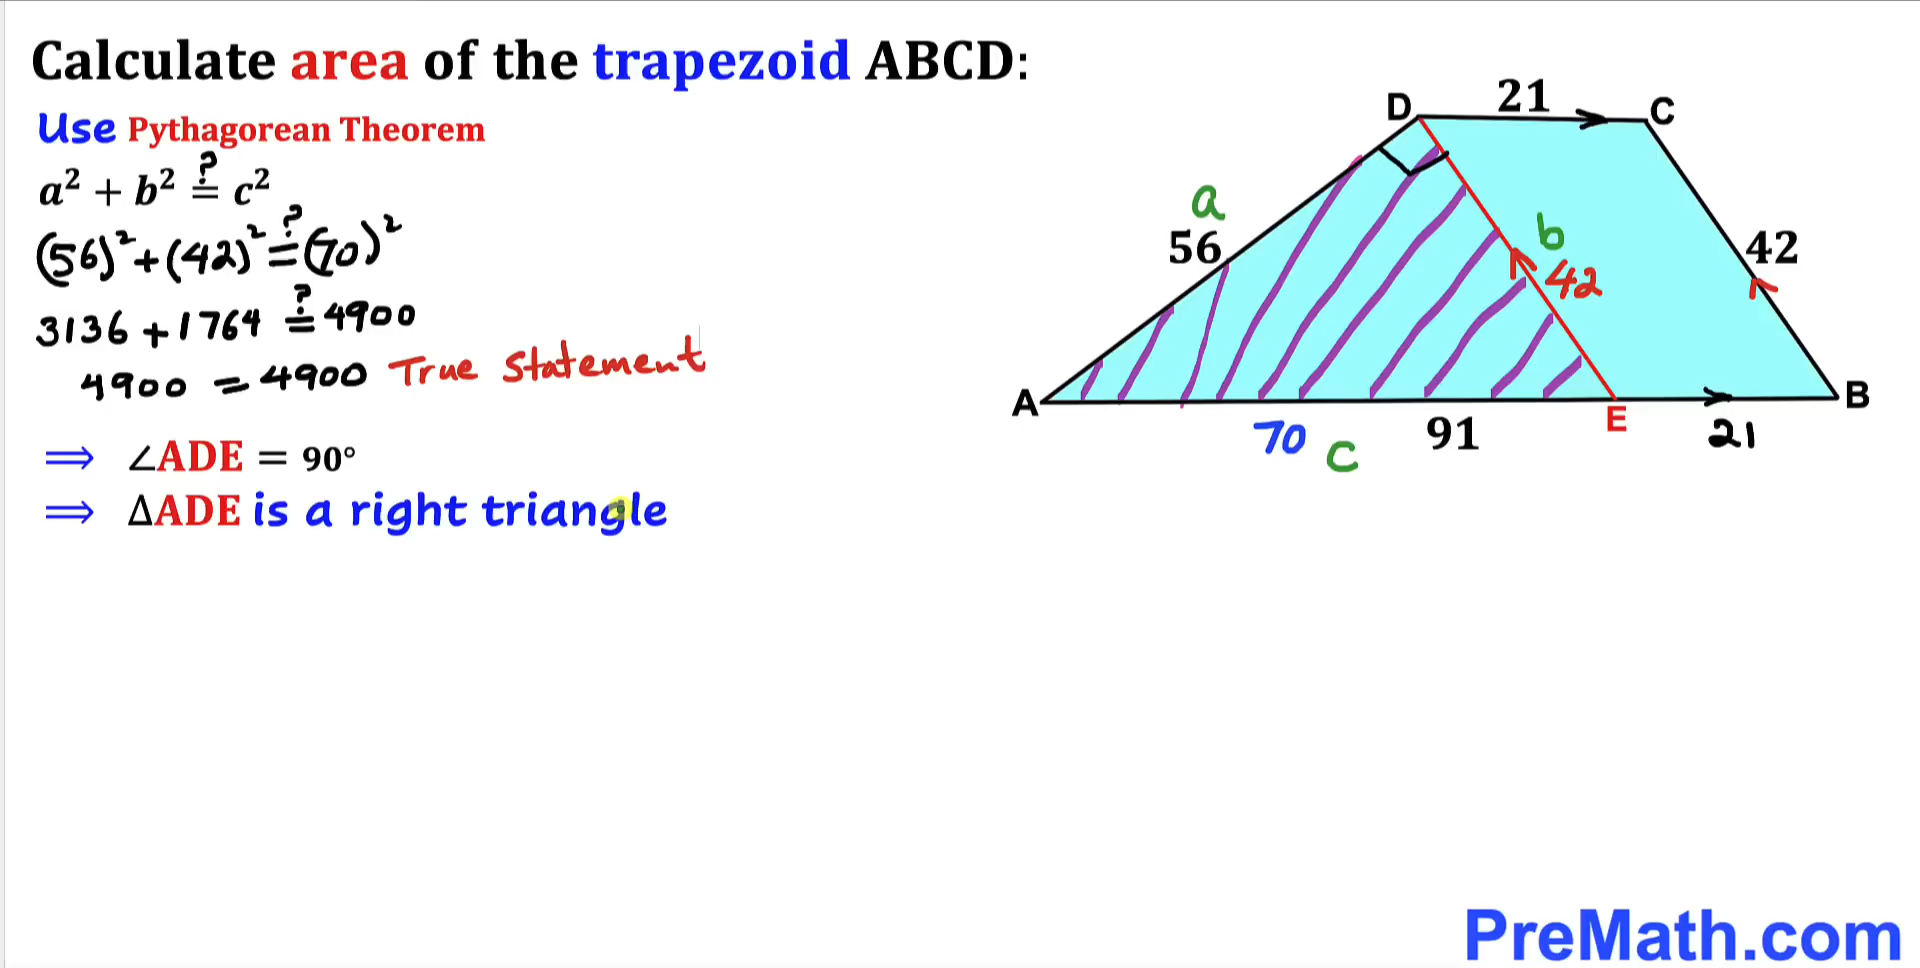 Calculate area of the trapezoid ABCD:
Use Pythagorean Theorem
a² + b² ≟ c²
(56)² + (42)² ≟ (70)²
3136 + 1764 ≟ 4900
4900 = 4900 True Statement
⟹ ∠ADE = 90°
⟹ ΔADE is a right triangle
D 21 C
a
56
b
42
42
A
E
B
70 c 91 21
PreMath.com